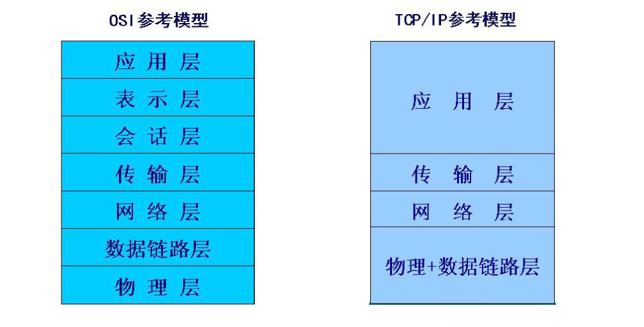 OSI参考模型
应用层
表示层
会话层
传输层
网络层
数据链路层
物理层
TCP/IP参考模型
应用层
传输层
网络层
物理+数据链路层